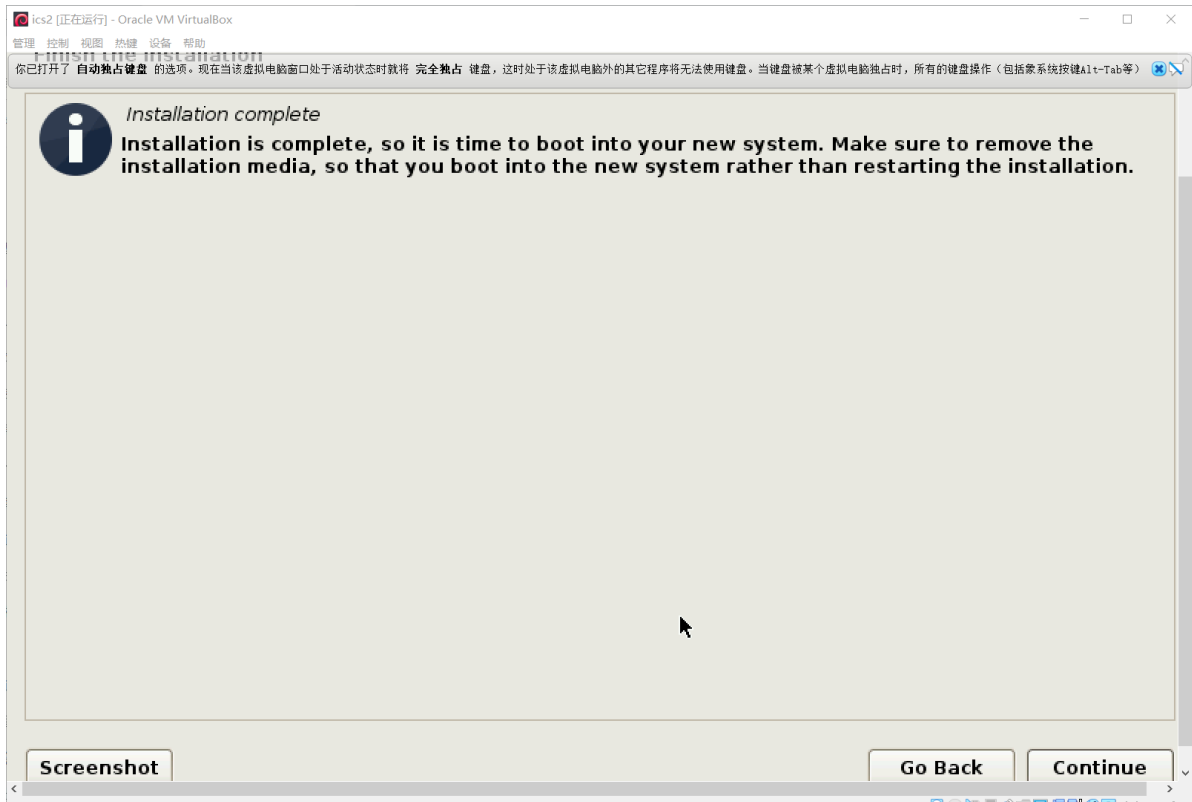 ics2 [正在运行] - Oracle VM VirtualBox
管理 控制 视图 热键 设备 帮助
Finish the installation
你已打开了 自动独占键盘 的选项。现在当该虚拟电脑窗口处于活动状态时就将 完全独占 键盘，这时处于该虚拟电脑外的其它程序将无法使用键盘。当键盘被某个虚拟电脑独占时，所有的键盘操作（包括象系统按键Alt-Tab等）
Installation complete
Installation is complete, so it is time to boot into your new system. Make sure to remove the
installation media, so that you boot into the new system rather than restarting the installation.
Screenshot Go Back Continue